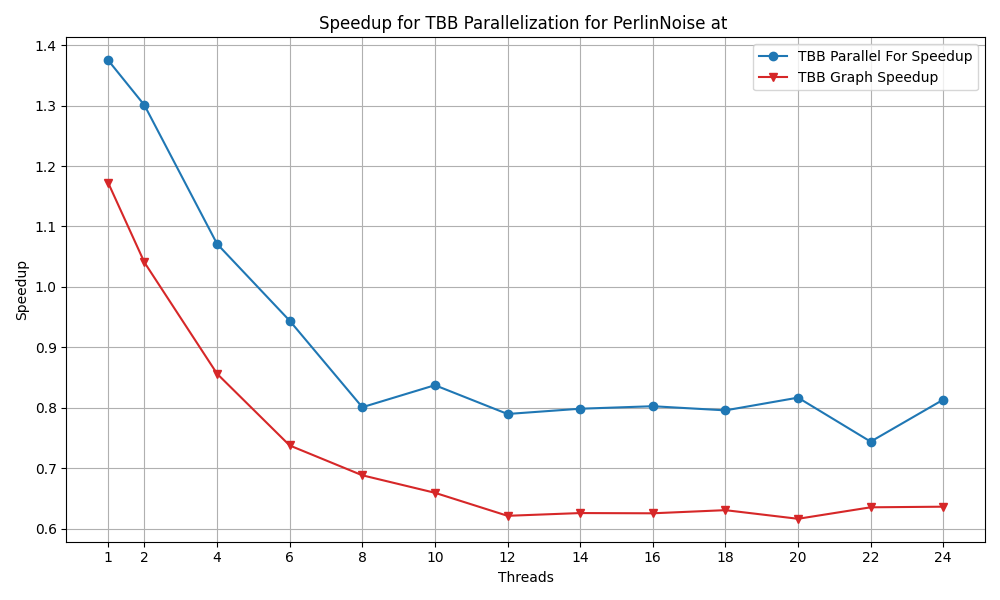 Speedup for TBB Parallelization for PerlinNoise at
TBB Parallel For Speedup
TBB Graph Speedup
Speedup
1.4
1.3
1.2
1.1
1.0
0.9
0.8
0.7
0.6
1 2 4 6 8 10 12 14 16 18 20 22 24
Threads